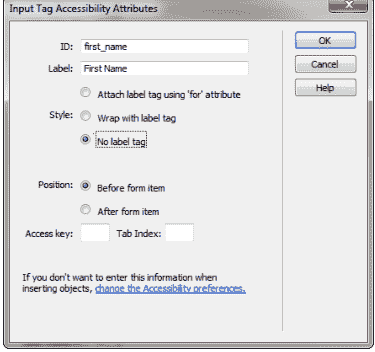 Input Tag Accessibility Attributes
ID: first_name
OK
Label: First Name
Cancel
Attach label tag using 'for' attribute
Help
Style: Wrap with label tag
No label tag
Position: Before form item
After form item
Access key: Tab Index:
If you don't want to enter this information when
inserting objects, change the Accessibility preferences.